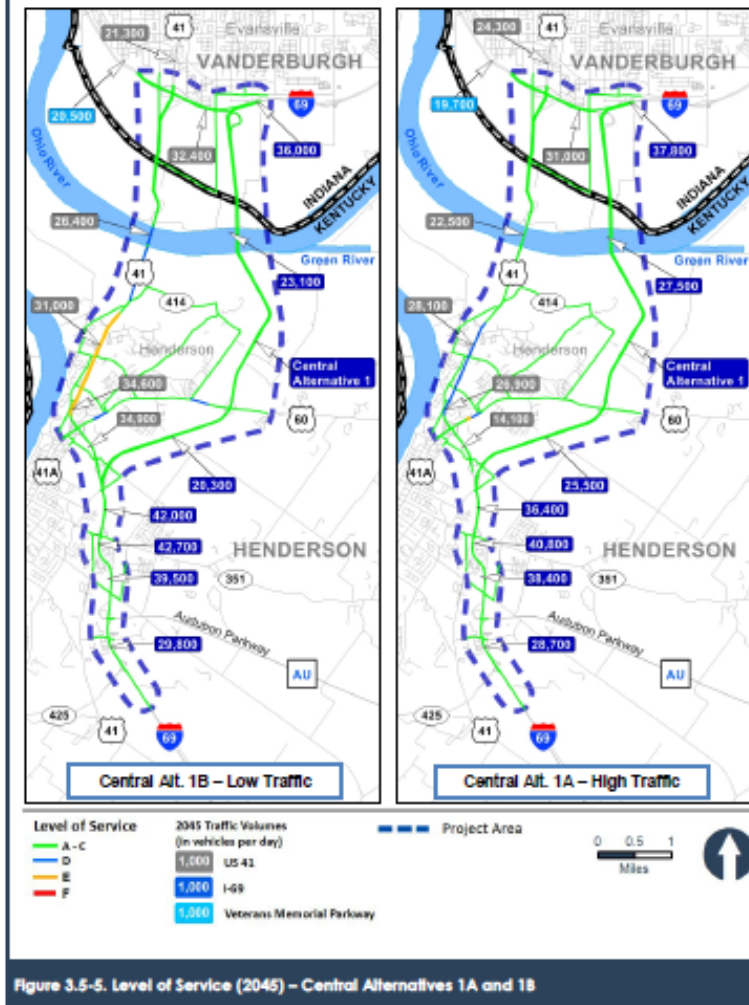 21,300
41
Evansville
VANDERBURGH
69
20,500
32,400
36,000
Ohio River
INDIANA
KENTUCKY
26,400
Green River
41
23,100
31,000
414
Henderson
Central
Alternative 1
34,600
34,900
60
41A
20,300
42,000
42,700
HENDERSON
39,500
351
Audubon Parkway
29,800
AU
425
41
69
Central Alt. 1B – Low Traffic
24,300
41
Evansville
VANDERBURGH
69
19,700
31,000
37,800
Ohio River
INDIANA
KENTUCKY
22,500
Green River
41
27,500
28,100
414
Henderson
Central
Alternative 1
26,900
14,100
60
41A
25,500
36,400
40,800
HENDERSON
38,400
351
Audubon Parkway
28,700
AU
425
41
69
Central Alt. 1A – High Traffic
Level of Service
A - C
D
E
F
2045 Traffic Volumes
(in vehicles per day)
1,000 US 41
1,000 I-69
1,000 Veterans Memorial Parkway
Project Area
0 0.5 1
Miles
Figure 3.5-5. Level of Service (2045) – Central Alternatives 1A and 1B